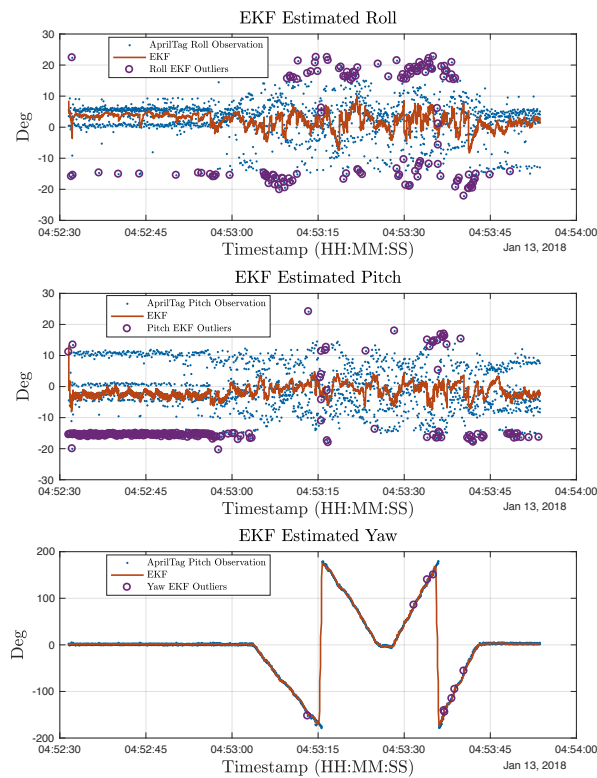 EKF Estimated Roll
30
20
10
0
-10
-20
-30
Deg
AprilTag Roll Observation
EKF
Roll EKF Outliers
04:52:30 04:52:45 04:53:00 04:53:15 04:53:30 04:53:45 04:54:00
Timestamp (HH:MM:SS)
Jan 13, 2018
EKF Estimated Pitch
30
20
10
0
-10
-20
-30
Deg
AprilTag Pitch Observation
EKF
Pitch EKF Outliers
04:52:30 04:52:45 04:53:00 04:53:15 04:53:30 04:53:45 04:54:00
Timestamp (HH:MM:SS)
Jan 13, 2018
EKF Estimated Yaw
200
100
0
-100
-200
Deg
AprilTag Pitch Observation
EKF
Yaw EKF Outliers
04:52:30 04:52:45 04:53:00 04:53:15 04:53:30 04:53:45 04:54:00
Timestamp (HH:MM:SS)
Jan 13, 2018